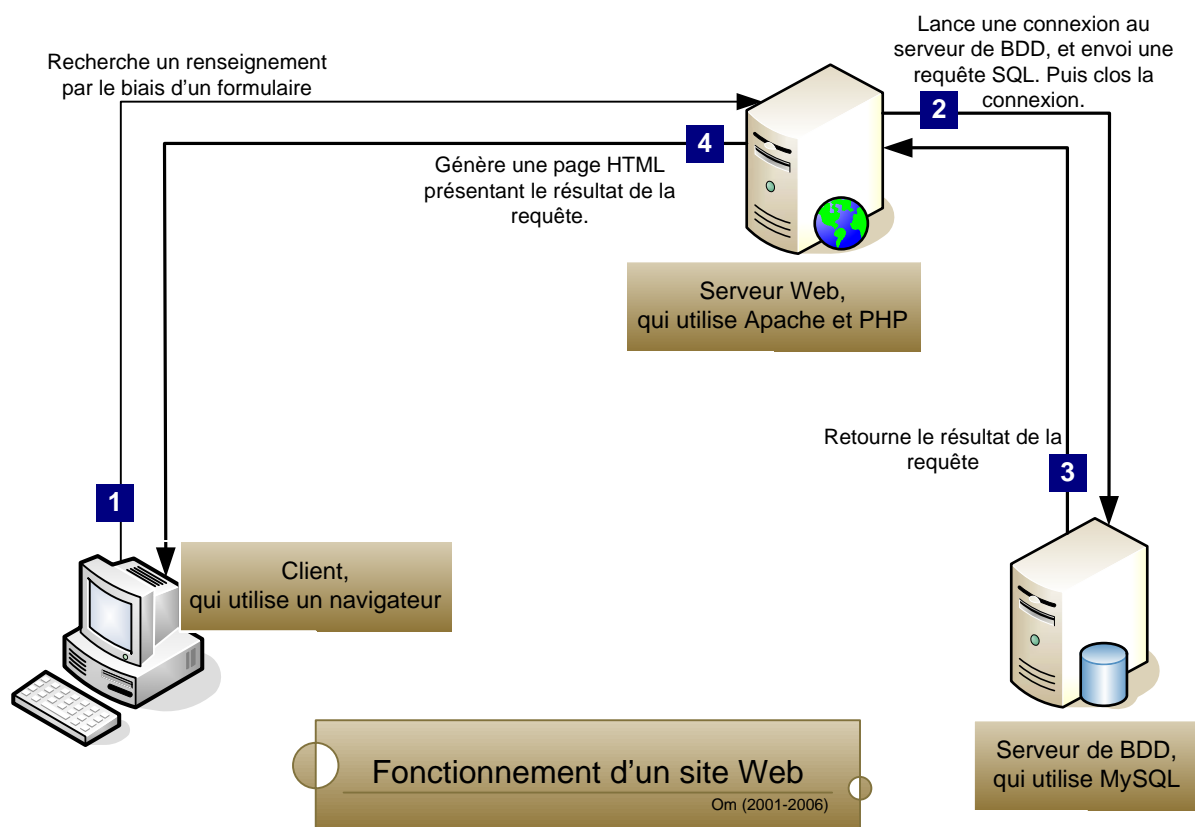 Recherche un renseignement
par le biais d'un formulaire
Lance une connexion au
serveur de BDD, et envoi une
requête SQL. Puis clos la
connexion.
2
4
Génère une page HTML
présentant le résultat de la
requête.
Serveur Web,
qui utilise Apache et PHP
Retourne le résultat de la
requête
3
1
Client,
qui utilise un navigateur
Serveur de BDD,
qui utilise MySQL
Fonctionnement d'un site Web
Om (2001-2006)